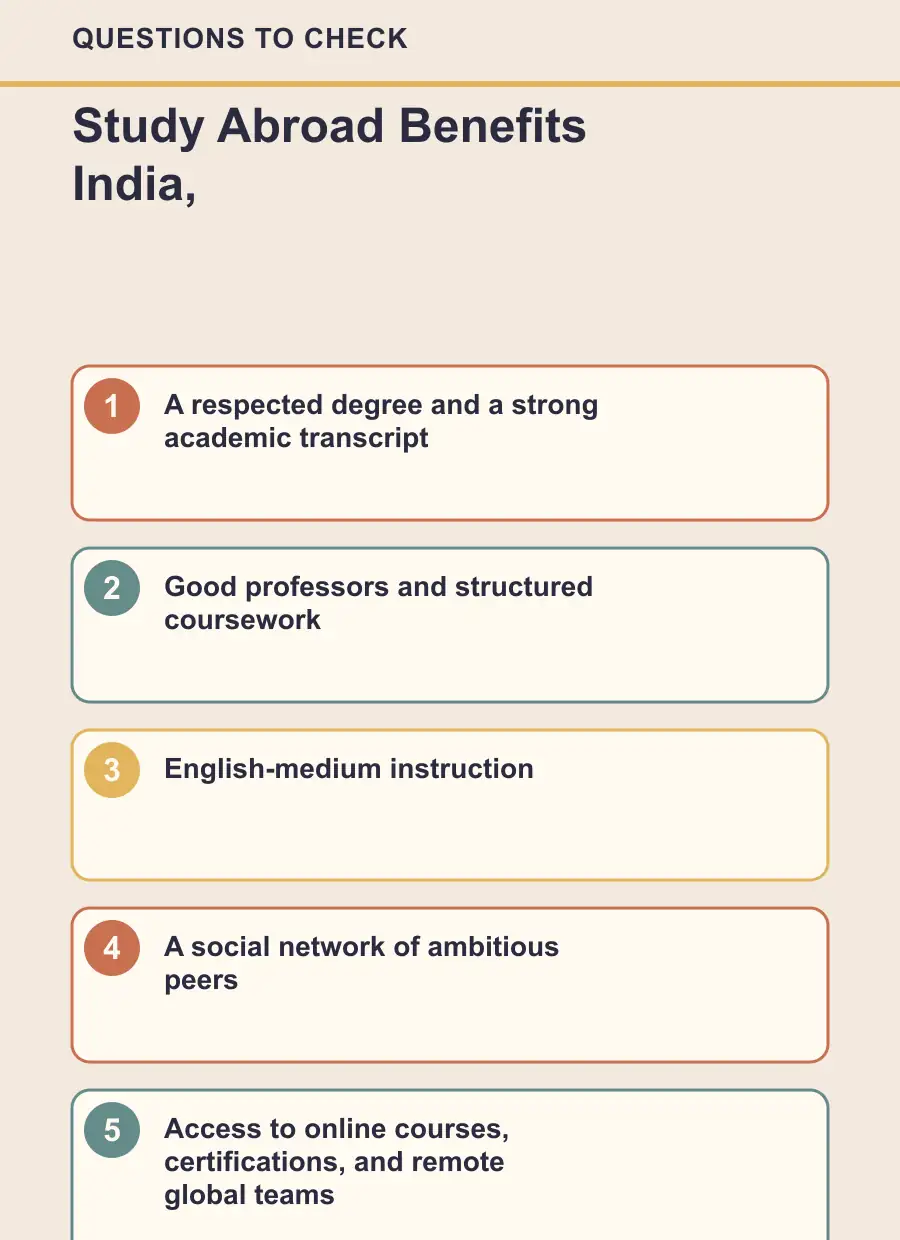 QUESTIONS TO CHECK
Study Abroad Benefits
India,
1
A respected degree and a strong
academic transcript
2
Good professors and structured
coursework
3
English-medium instruction
4
A social network of ambitious
peers
5
Access to online courses,
certifications, and remote
global teams